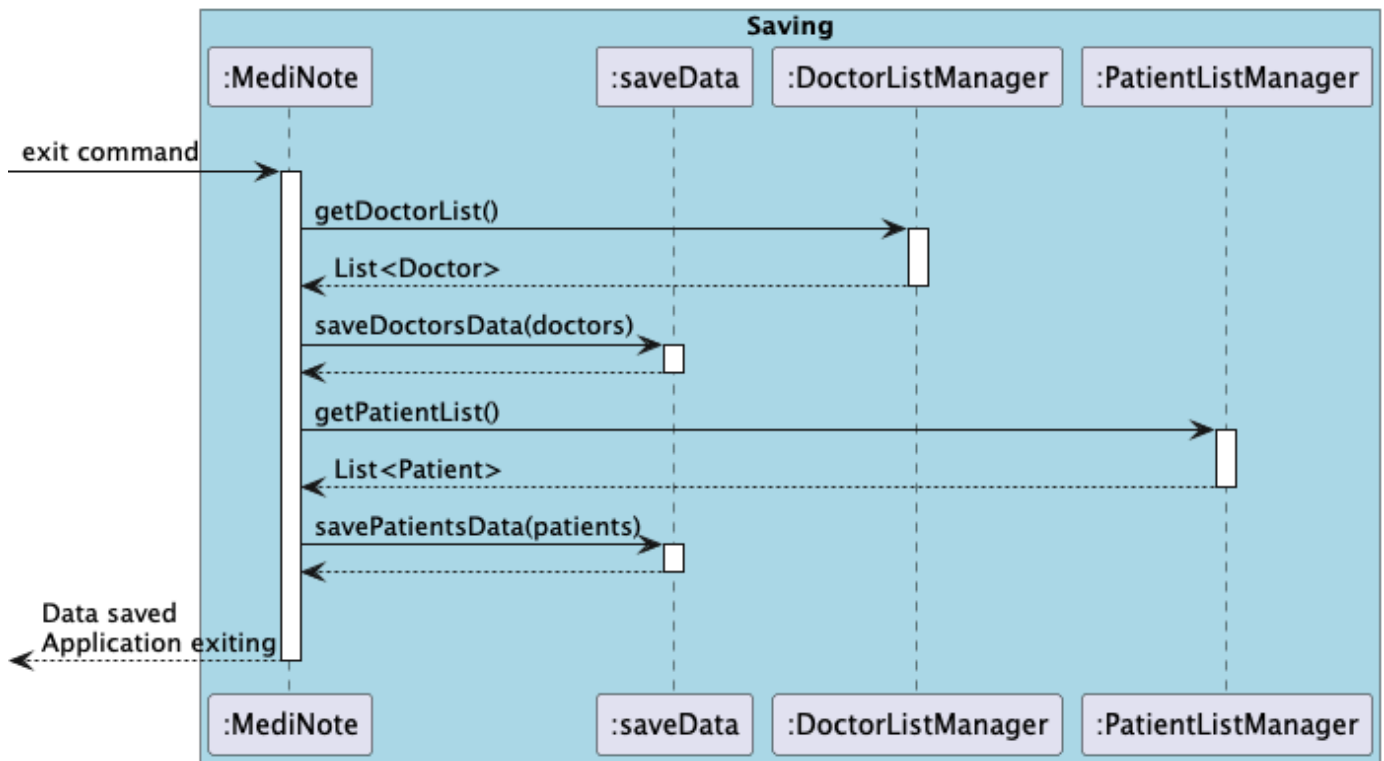 Saving
:MediNote
:saveData
:DoctorListManager
:PatientListManager
exit command
getDoctorList()
List<Doctor>
saveDoctorsData(doctors)
getPatientList()
List<Patient>
savePatientsData(patients)
Data saved
Application exiting
:MediNote
:saveData
:DoctorListManager
:PatientListManager